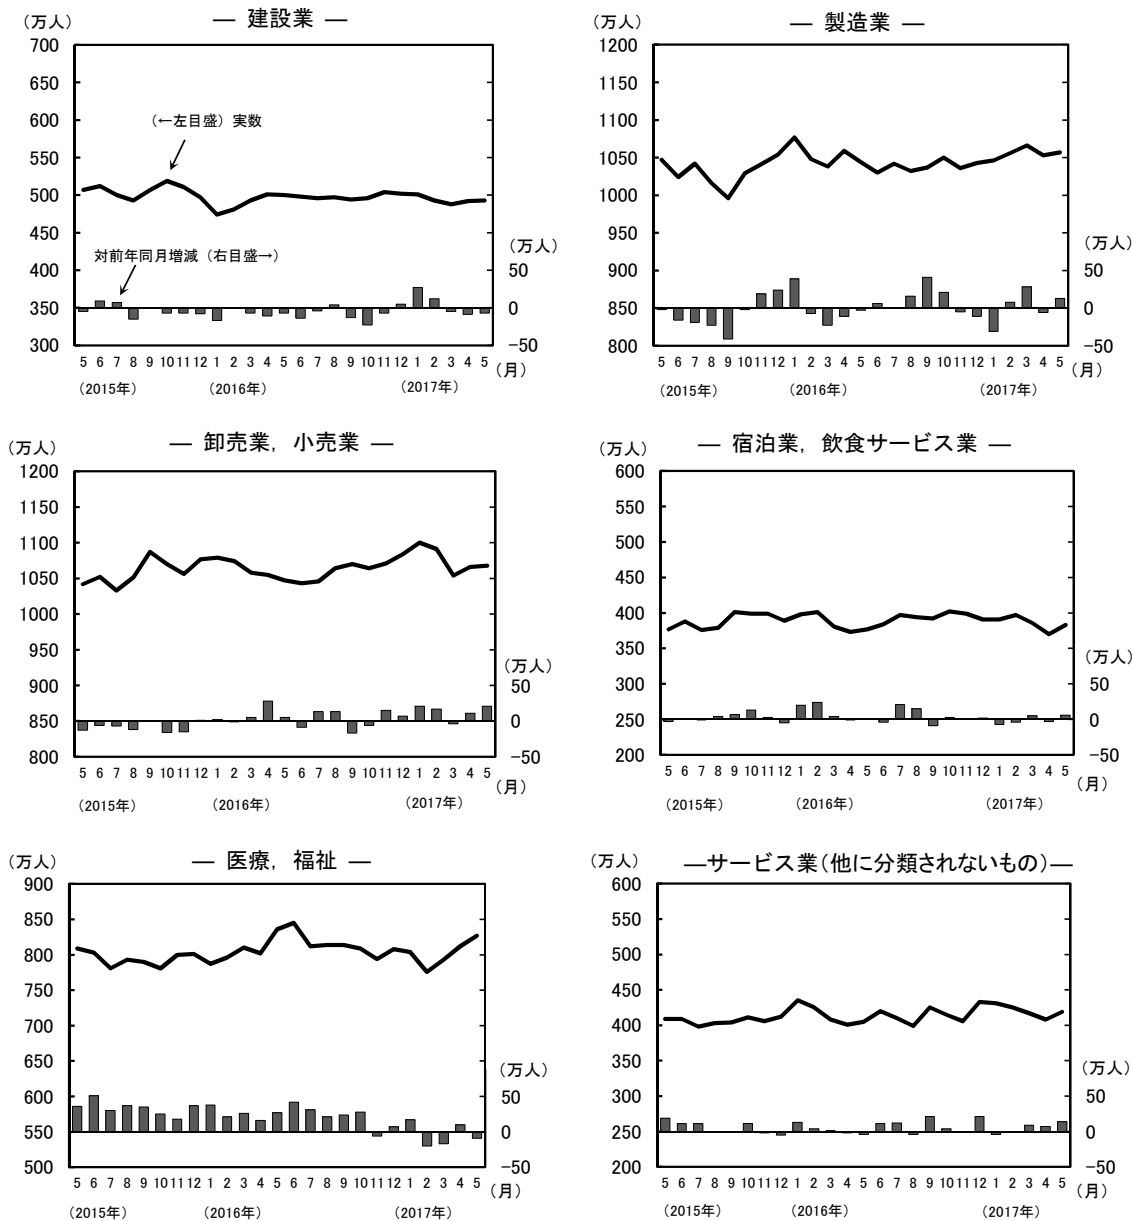 （万人）
― 建設業 ―
700
650
600
550
500
450
400
350
300
（←左目盛）実数
対前年同月増減（右目盛→）
（万人）
50
0
−50
5 6 7 8 9 10 11 12 1 2 3 4 5 6 7 8 9 10 11 12 1 2 3 4 5
（月）
（2015年） （2016年） （2017年）
（万人）
― 製造業 ―
1200
1150
1100
1050
1000
950
900
850
800
（万人）
50
0
−50
5 6 7 8 9 10 11 12 1 2 3 4 5 6 7 8 9 10 11 12 1 2 3 4 5
（月）
（2015年） （2016年） （2017年）
（万人）
― 卸売業，小売業 ―
1200
1150
1100
1050
1000
950
900
850
800
（万人）
50
0
−50
5 6 7 8 9 10 11 12 1 2 3 4 5 6 7 8 9 10 11 12 1 2 3 4 5
（月）
（2015年） （2016年） （2017年）
（万人）
― 宿泊業，飲食サービス業 ―
600
550
500
450
400
350
300
250
200
（万人）
50
0
−50
5 6 7 8 9 10 11 12 1 2 3 4 5 6 7 8 9 10 11 12 1 2 3 4 5
（月）
（2015年） （2016年） （2017年）
（万人）
― 医療，福祉 ―
900
850
800
750
700
650
600
550
500
（万人）
50
0
−50
5 6 7 8 9 10 11 12 1 2 3 4 5 6 7 8 9 10 11 12 1 2 3 4 5
（月）
（2015年） （2016年） （2017年）
（万人）
―サービス業（他に分類されないもの）―
600
550
500
450
400
350
300
250
200
（万人）
50
0
−50
5 6 7 8 9 10 11 12 1 2 3 4 5 6 7 8 9 10 11 12 1 2 3 4 5
（月）
（2015年） （2016年） （2017年）